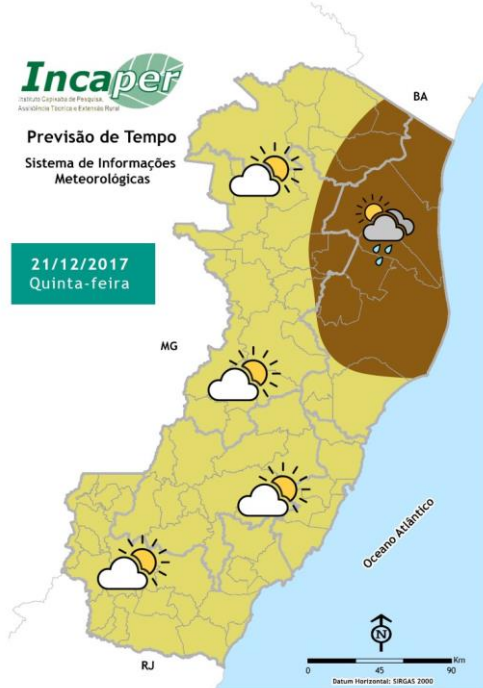 Incaper
Instituto Capixaba de Pesquisa,
Assistência Técnica e Extensão Rural
Previsão de Tempo
Sistema de Informações
Meteorológicas
21/12/2017
Quinta-feira
BA
MG
Oceano Atlântico
RJ
N
Km
0 45 90
Datum Horizontal: SIRGAS 2000